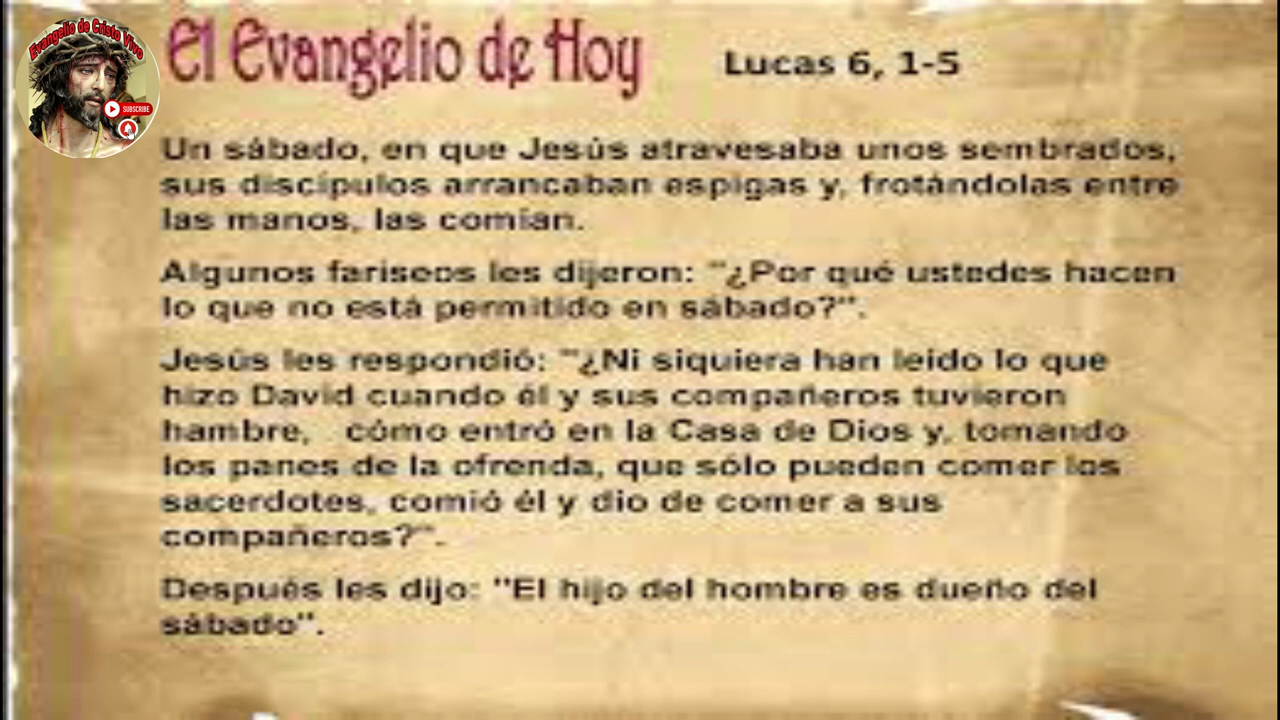 Evangelio de Cristo Vivo
SUBSCRIBE
El Evangelio de Hoy
Lucas 6, 1-5
Un sábado, en que Jesús atravesaba unos sembrados,
sus discípulos arrancaban espigas y, frotándolas entre
las manos, las comían.
Algunos fariseos les dijeron: "¿Por qué ustedes hacen
lo que no está permitido en sábado?".
Jesús les respondió: "¿Ni siquiera han leído lo que
hizo David cuando él y sus compañeros tuvieron
hambre, cómo entró en la Casa de Dios y, tomando
los panes de la ofrenda, que sólo pueden comer los
sacerdotes, comió él y dio de comer a sus
compañeros?".
Después les dijo: "El hijo del hombre es dueño del
sábado".